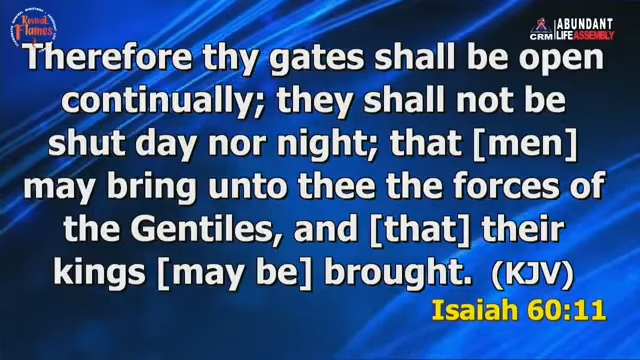 Revival
Flames
CRM
ABUNDANT
LIFE ASSEMBLY
Therefore thy gates shall be open
continually; they shall not be
shut day nor night; that [men]
may bring unto thee the forces of
the Gentiles, and [that] their
kings [may be] brought. (KJV)
Isaiah 60:11